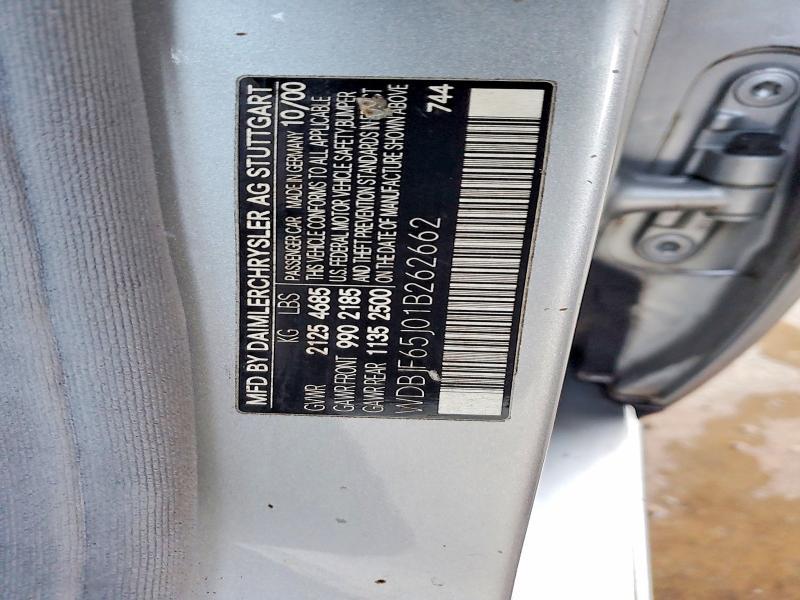 MFD BY DAIMLERCHRYSLER AG STUTTGART
KG LBS PASSENGER CAR MADE IN GERMANY 10/00
GVWR 2125 4685 THIS VEHICLE CONFORMS TO ALL APPLICABLE
GAWR FRONT 990 2185 U.S. FEDERAL MOTOR VEHICLE SAFETY, BUMPER
GAWR REAR 1135 2500 AND THEFT PREVENTION STANDARDS IN
ON THE DATE OF MANUFACTURE SHOWN ABOVE
WDBJF65J01B262662 744